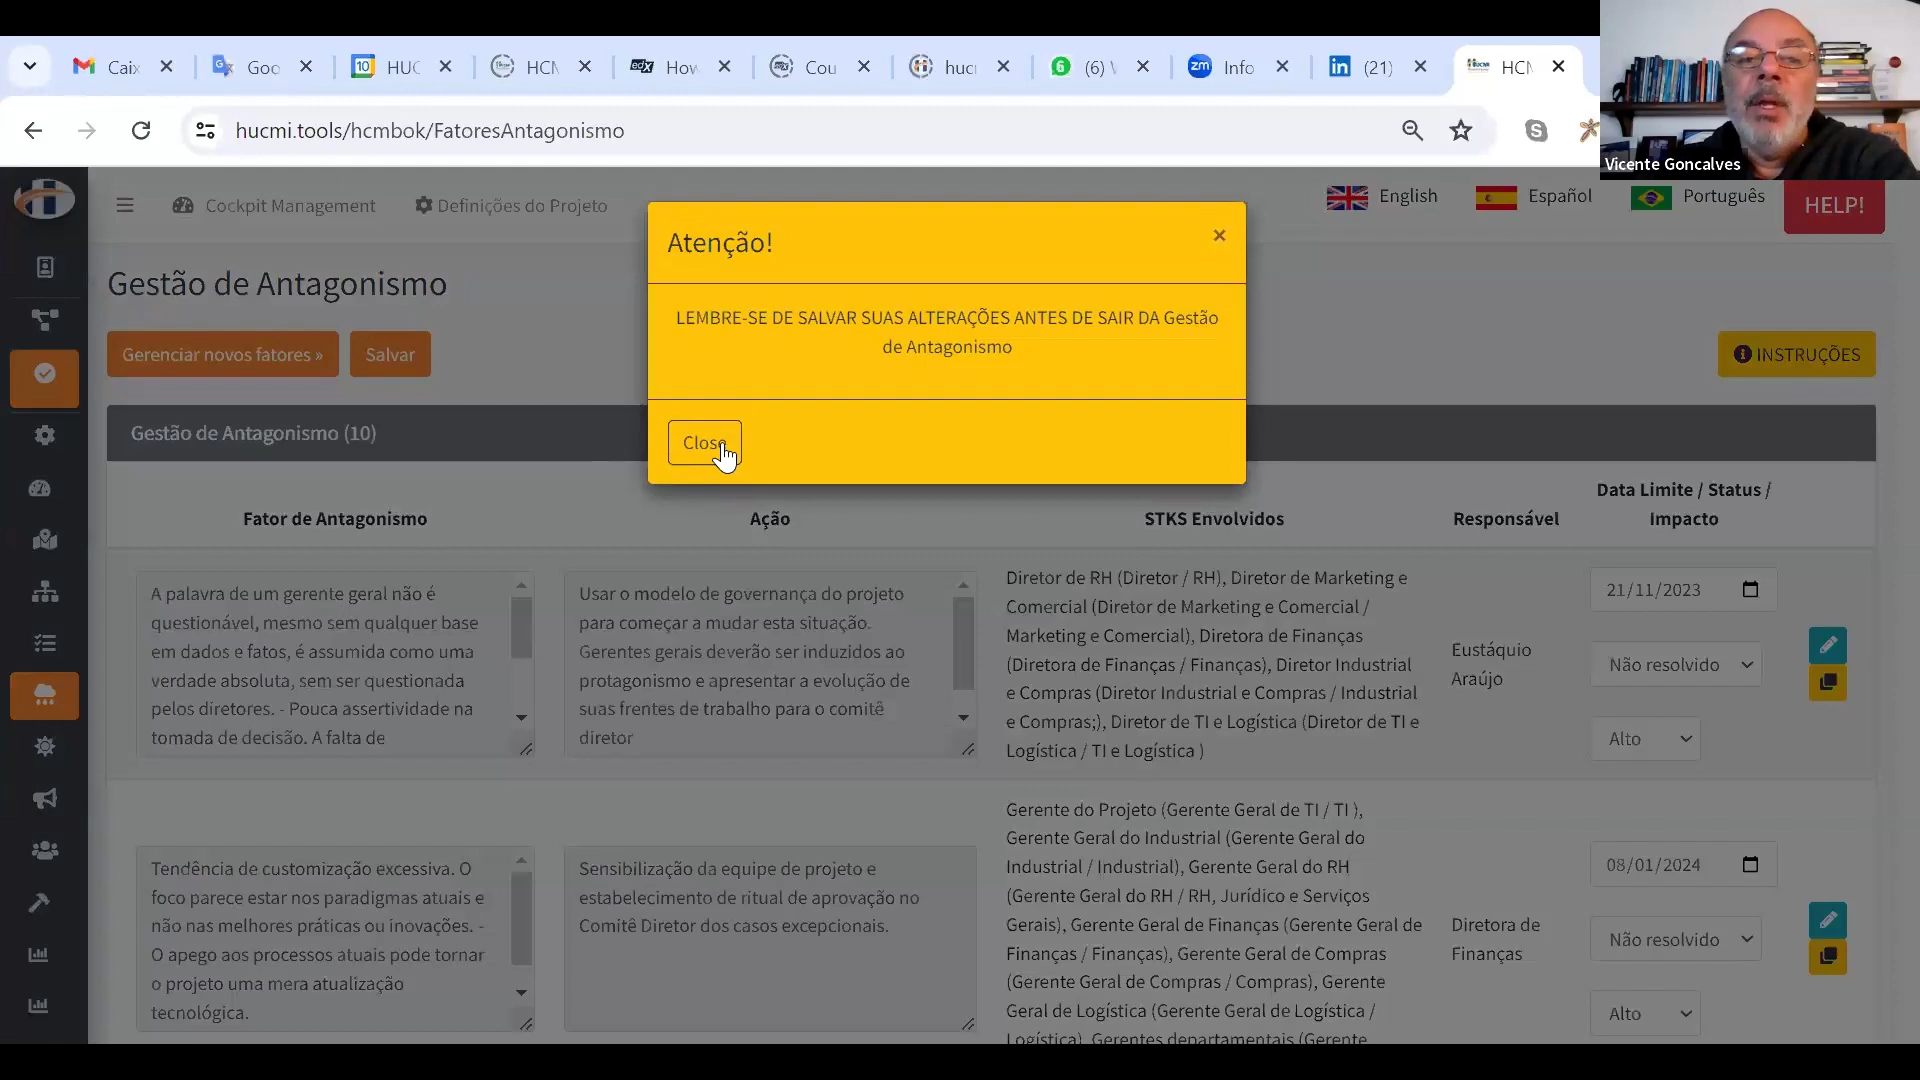 Caix
Goo
10
HUC
HCM
edX
How
Cou
huci
6
(6)
zm
Info
in
(21)
HCM
hucmi.tools/hcmbok/FatoresAntagonismo
Vicente Goncalves
Cockpit Management
Definições do Projeto
English
Español
Português
HELP!
Gestão de Antagonismo
Gerenciar novos fatores »
Salvar
INSTRUÇÕES
Atenção!
×
LEMBRE-SE DE SALVAR SUAS ALTERAÇÕES ANTES DE SAIR DA Gestão
de Antagonismo
Close
Gestão de Antagonismo (10)
Fator de Antagonismo
Ação
STKS Envolvidos
Responsável
Data Limite / Status /
Impacto
A palavra de um gerente geral não é
questionável, mesmo sem qualquer base
em dados e fatos, é assumida como uma
verdade absoluta, sem ser questionada
pelos diretores. - Pouca assertividade na
tomada de decisão. A falta de
Usar o modelo de governança do projeto
para começar a mudar esta situação.
Gerentes gerais deverão ser induzidos ao
protagonismo e apresentar a evolução de
suas frentes de trabalho para o comitê
diretor
Diretor de RH (Diretor / RH), Diretor de Marketing e
Comercial (Diretor de Marketing e Comercial /
Marketing e Comercial), Diretora de Finanças
(Diretora de Finanças / Finanças), Diretor Industrial
e Compras (Diretor Industrial e Compras / Industrial
e Compras;), Diretor de TI e Logística (Diretor de TI e
Logística / TI e Logística )
Eustáquio
Araújo
21/11/2023
Não resolvido
Alto
Tendência de customização excessiva. O
foco parece estar nos paradigmas atuais e
não nas melhores práticas ou inovações. -
O apego aos processos atuais pode tornar
o projeto uma mera atualização
tecnológica.
Sensibilização da equipe de projeto e
estabelecimento de ritual de aprovação no
Comitê Diretor dos casos excepcionais.
Gerente do Projeto (Gerente Geral de TI / TI ),
Gerente Geral do Industrial (Gerente Geral do
Industrial / Industrial), Gerente Geral do RH
(Gerente Geral do RH / RH, Jurídico e Serviços
Gerais), Gerente Geral de Finanças (Gerente Geral de
Finanças / Finanças), Gerente Geral de Compras
(Gerente Geral de Compras / Compras), Gerente
Geral de Logística (Gerente Geral de Logística /
Logística), Gerentes departamentais (Gerente
Diretora de
Finanças
08/01/2024
Não resolvido
Alto